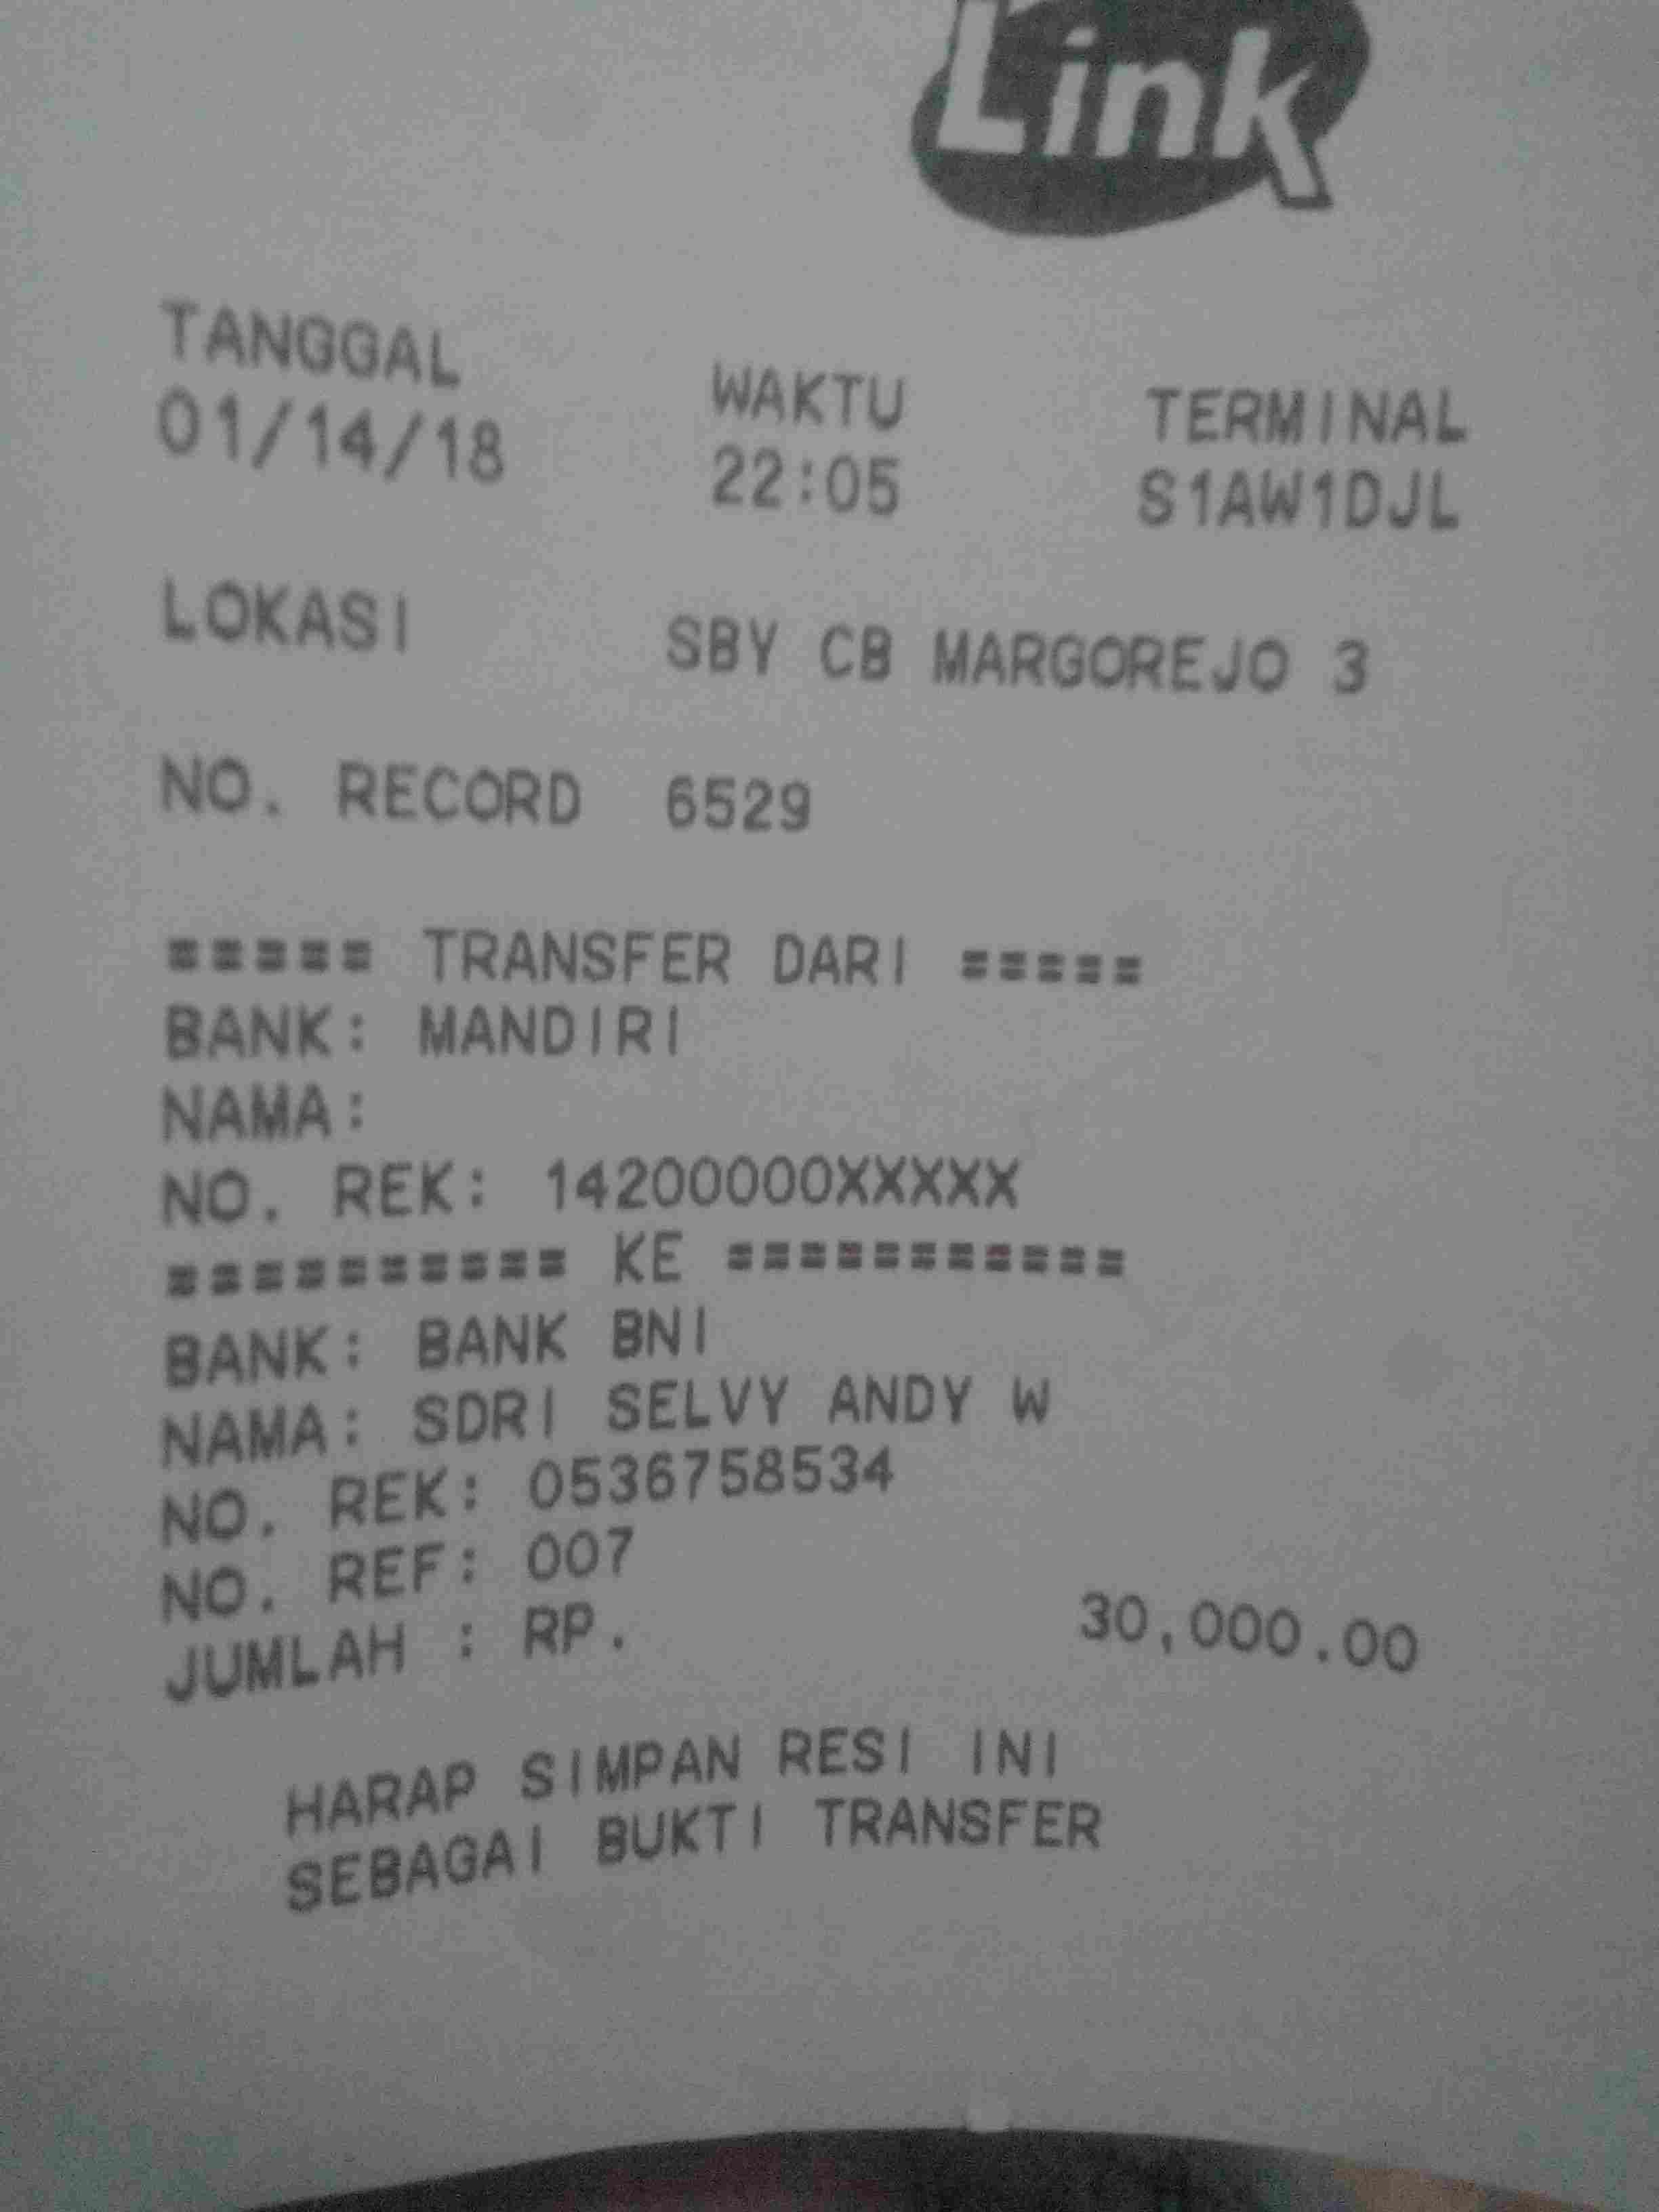 Link
TANGGAL WAKTU TERMINAL
01/14/18 22:05 S1AW1DJL
LOKASI SBY CB MARGOREJO 3
NO. RECORD 6529
===== TRANSFER DARI =====
BANK: MANDIRI
NAMA:
NO. REK: 14200000XXXXX
========== KE ===========
BANK: BANK BNI
NAMA: SDRI SELVY ANDY W
NO. REK: 0536758534
NO. REF: 007
JUMLAH : RP. 30,000.00
HARAP SIMPAN RESI INI
SEBAGAI BUKTI TRANSFER